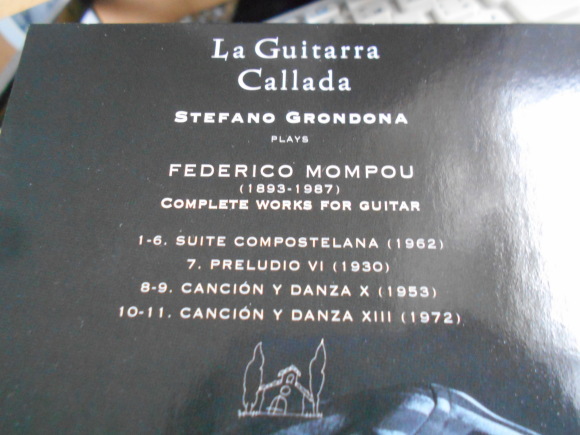 La Guitarra
Callada
STEFANO GRONDONA
PLAYS
FEDERICO MOMPOU
(1893-1987)
COMPLETE WORKS FOR GUITAR
1-6. SUITE COMPOSTELANA (1962)
7. PRELUDIO VI (1930)
8-9. CANCIÓN Y DANZA X (1953)
10-11. CANCIÓN Y DANZA XIII (1972)